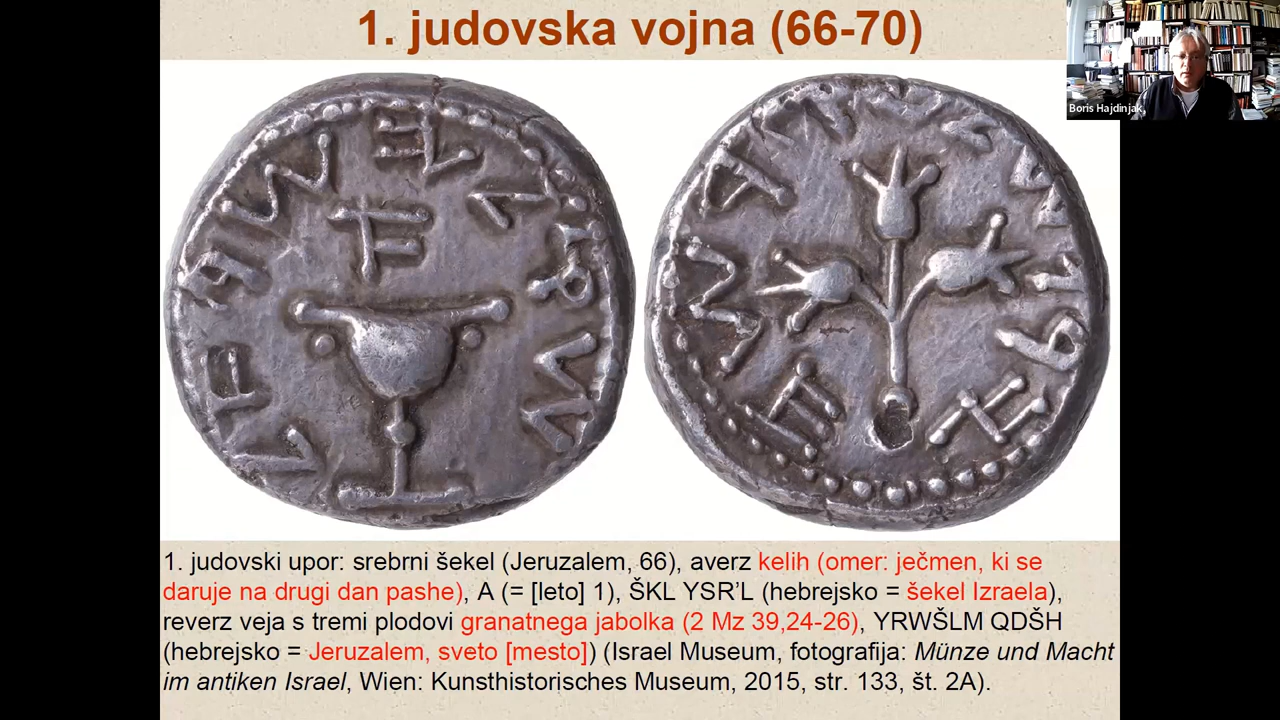 1. judovska vojna (66-70)
Boris Hajdinjak
1. judovski upor: srebrni šekel (Jeruzalem, 66), averz kelih (omer: ječmen, ki se
daruje na drugi dan pashe), A (= [leto] 1), ŠKL YSR’L (hebrejsko = šekel Izraela),
reverz veja s tremi plodovi granatnega jabolka (2 Mz 39,24-26), YRWŠLM QDŠH
(hebrejsko = Jeruzalem, sveto [mesto]) (Israel Museum, fotografija: Münze und Macht
im antiken Israel, Wien: Kunsthistorisches Museum, 2015, str. 133, št. 2A).